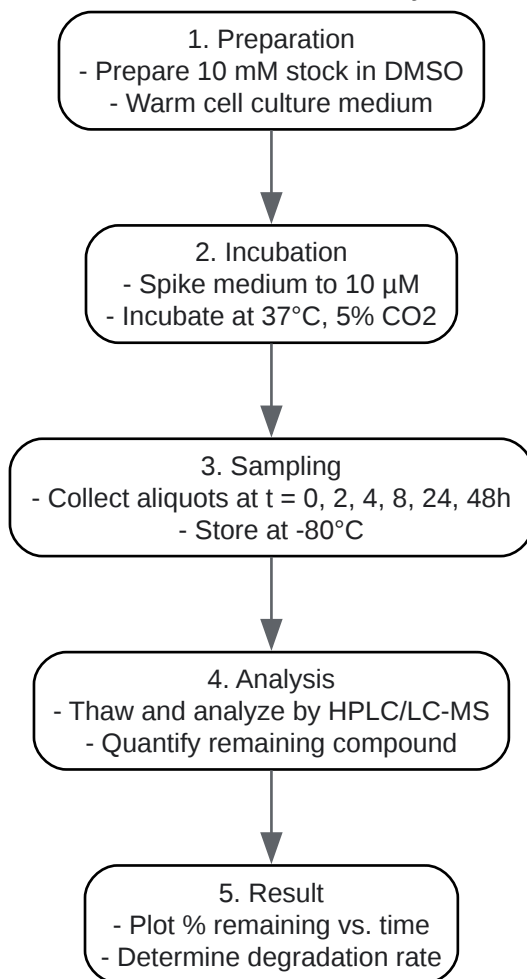 1. Preparation
- Prepare 10 mM stock in DMSO
- Warm cell culture medium
2. Incubation
- Spike medium to 10 µM
- Incubate at 37°C, 5% CO2
3. Sampling
- Collect aliquots at t = 0, 2, 4, 8, 24, 48h
- Store at -80°C
4. Analysis
- Thaw and analyze by HPLC/LC-MS
- Quantify remaining compound
5. Result
- Plot % remaining vs. time
- Determine degradation rate